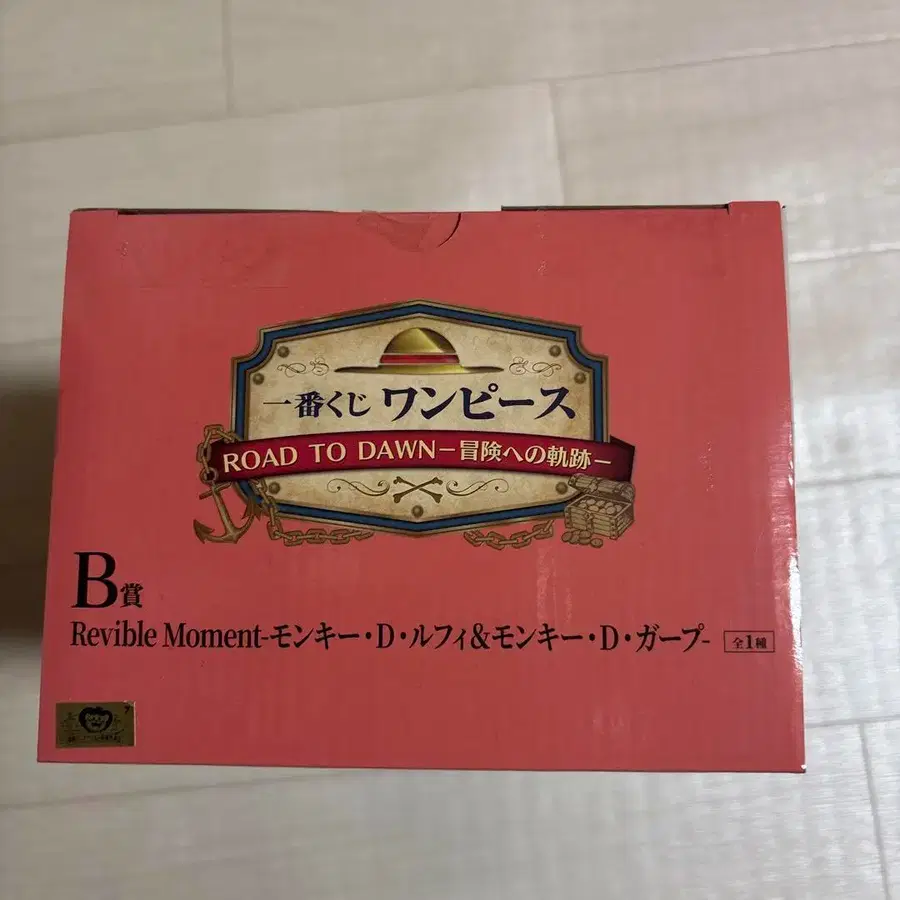 一番くじ ワンピース
ROAD TO DAWN－冒険への軌跡－
B賞
Revible Moment-モンキー・D・ルフィ&モンキー・D・ガープ- 全1種